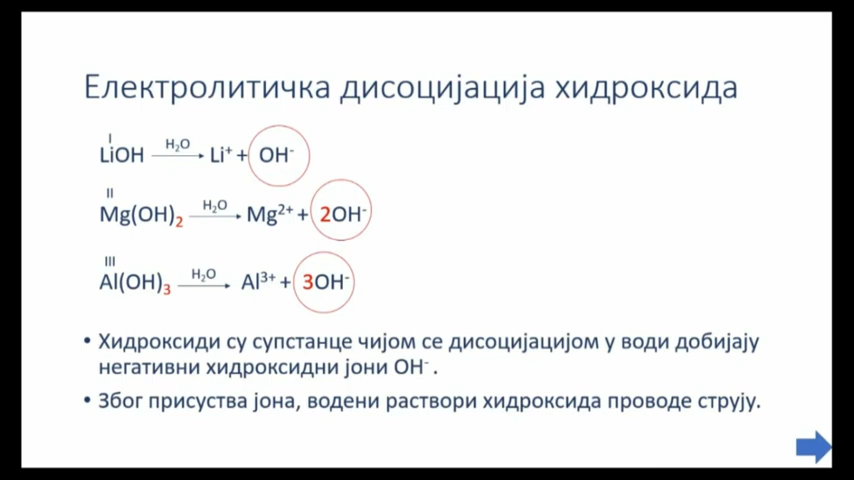 Електролитичка дисоцијација хидроксида
I
LiOH H₂O Li⁺ + OH⁻
II
Mg(OH)₂ H₂O Mg²⁺ + 2OH⁻
III
Al(OH)₃ H₂O Al³⁺ + 3OH⁻
• Хидроксиди су супстанце чијом се дисоцијацијом у води добијају
негативни хидроксидни јони OH⁻ .
• Због присуства јона, водени раствори хидроксида проводе струју.